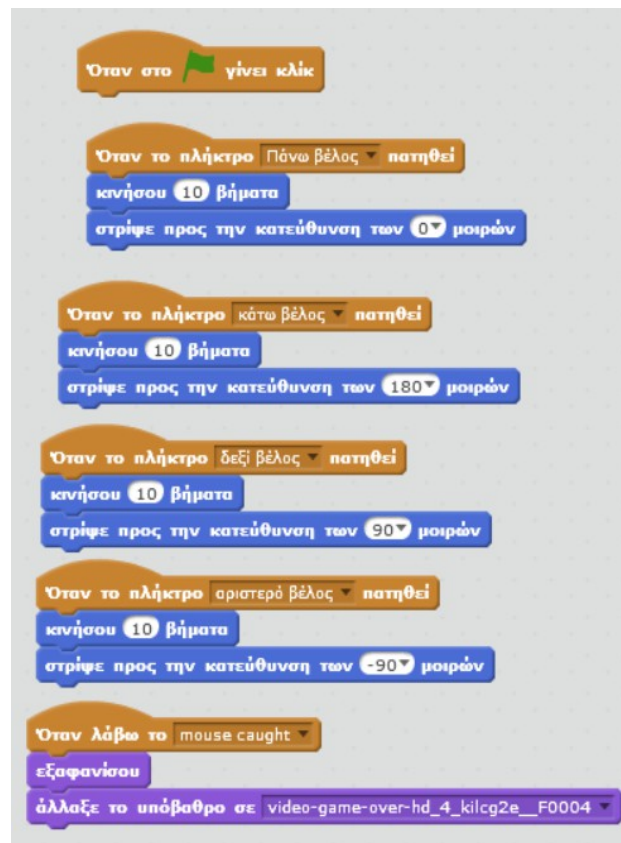 Όταν στο γίνει κλίκ
Όταν το πλήκτρο Πάνω βέλος πατηθεί
κινήσου 10 βήματα
στρίψε προς την κατεύθυνση των 0 μοιρών
Όταν το πλήκτρο κάτω βέλος πατηθεί
κινήσου 10 βήματα
στρίψε προς την κατεύθυνση των 180 μοιρών
Όταν το πλήκτρο δεξί βέλος πατηθεί
κινήσου 10 βήματα
στρίψε προς την κατεύθυνση των 90 μοιρών
Όταν το πλήκτρο αριστερό βέλος πατηθεί
κινήσου 10 βήματα
στρίψε προς την κατεύθυνση των -90 μοιρών
Όταν λάβω το mouse caught
εξαφανίσου
άλλαξε το υπόβαθρο σε video-game-over-hd_4_kilcg2e__F0004